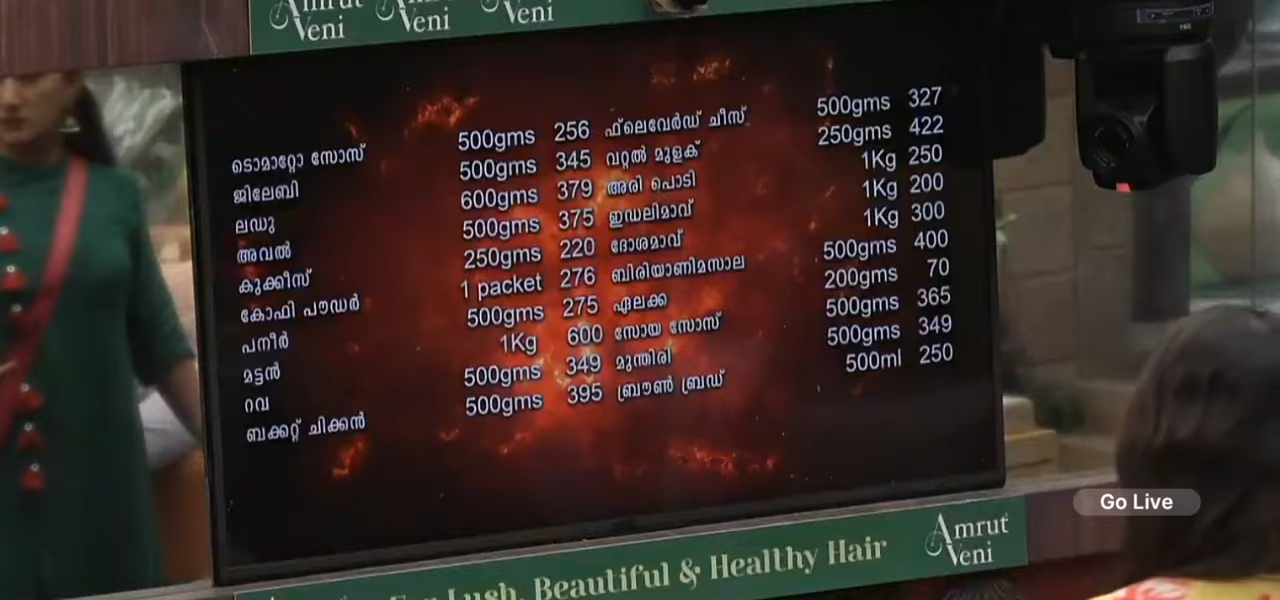 Amrut Veni Amrut Veni Veni
ടൊമാറ്റോ സോസ് 500gms 256 ഫ്ലെവേർഡ് ചീസ് 500gms 327
ജിലേബി 500gms 345 വറ്റൽ മുളക് 250gms 422
ലഡു 600gms 379 അരി പൊടി 1Kg 250
അവൽ 500gms 375 ഇഡലിമാവ് 1Kg 200
കുക്കീസ് 250gms 220 ദോശമാവ് 1Kg 300
കോഫി പൗഡർ 1 packet 276 ബിരിയാണിമസാല 500gms 400
പനീർ 500gms 275 ഏലക്ക 200gms 70
മട്ടൻ 1Kg 600 സോയ സോസ് 500gms 365
റവ 500gms 349 മുന്തിരി 500gms 349
ബക്കറ്റ് ചിക്കൻ 500gms 395 ബ്രൗൺ ബ്രഡ് 500ml 250
Go Live
For Lush, Beautiful & Healthy Hair Amrut Veni